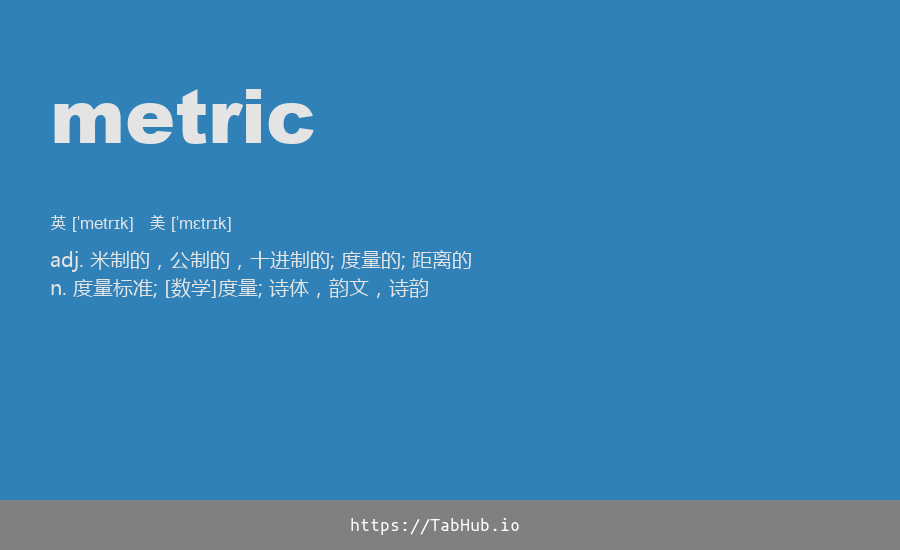 metric
英 [ˈmetrɪk] 美 [ˈmɛtrɪk]
adj. 米制的，公制的，十进制的; 度量的; 距离的
n. 度量标准; [数学]度量; 诗体，韵文，诗韵
https://TabHub.io